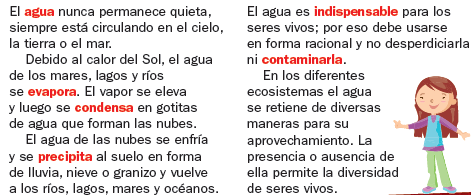 El agua nunca permanece quieta,
siempre está circulando en el cielo,
la tierra o el mar.
Debido al calor del Sol, el agua
de los mares, lagos y ríos
se evapora. El vapor se eleva
y luego se condensa en gotitas
de agua que forman las nubes.
El agua de las nubes se enfría
y se precipita al suelo en forma
de lluvia, nieve o granizo y vuelve
a los ríos, lagos, mares y océanos.
El agua es indispensable para los
seres vivos; por eso debe usarse
en forma racional y no desperdiciarla
ni contaminarla.
En los diferentes
ecosistemas el agua
se retiene de diversas
maneras para su
aprovechamiento. La
presencia o ausencia de
ella permite la diversidad
de seres vivos.